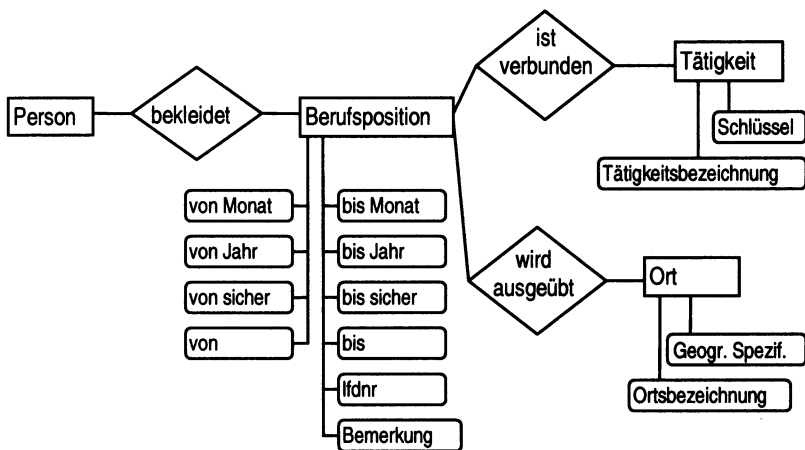 ist
verbunden
Tätigkeit
Person
bekleidet
Berufsposition
Schlüssel
Tätigkeitsbezeichnung
von Monat
bis Monat
von Jahr
bis Jahr
wird
ausgeübt
Ort
von sicher
bis sicher
von
bis
Geogr. Spezif.
lfdnr
Ortsbezeichnung
Bemerkung